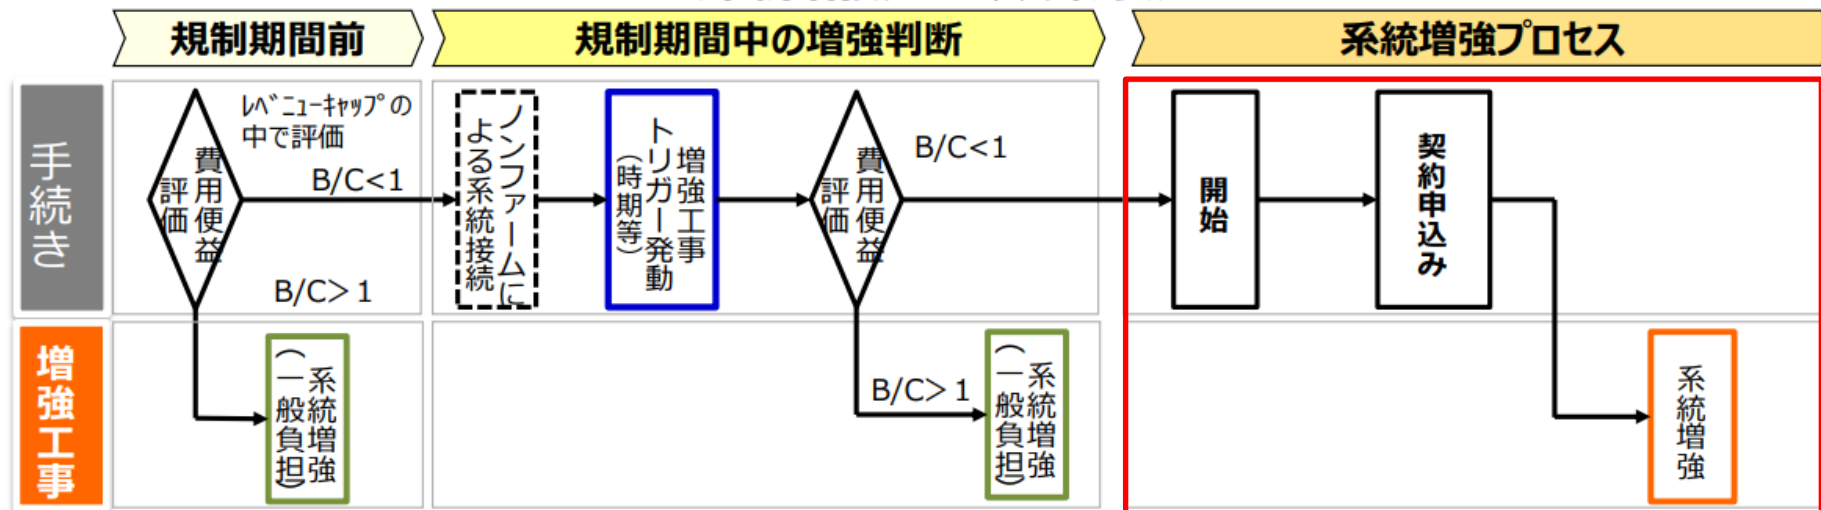 規制期間前
規制期間中の増強判断
系統増強プロセス
手続き
費用便益
評価
ﾚﾍﾞﾆｭｰｷｬｯﾌﾟの
中で評価
B/C<1
B/C＞1
ノンファームに
よる系統接続
増強工事
トリガー発動
（時期等）
費用便益
評価
B/C<1
B/C＞1
開始
契約申込み
増強工事
系統増強
（一般負担）
系統増強
（一般負担）
系統増強